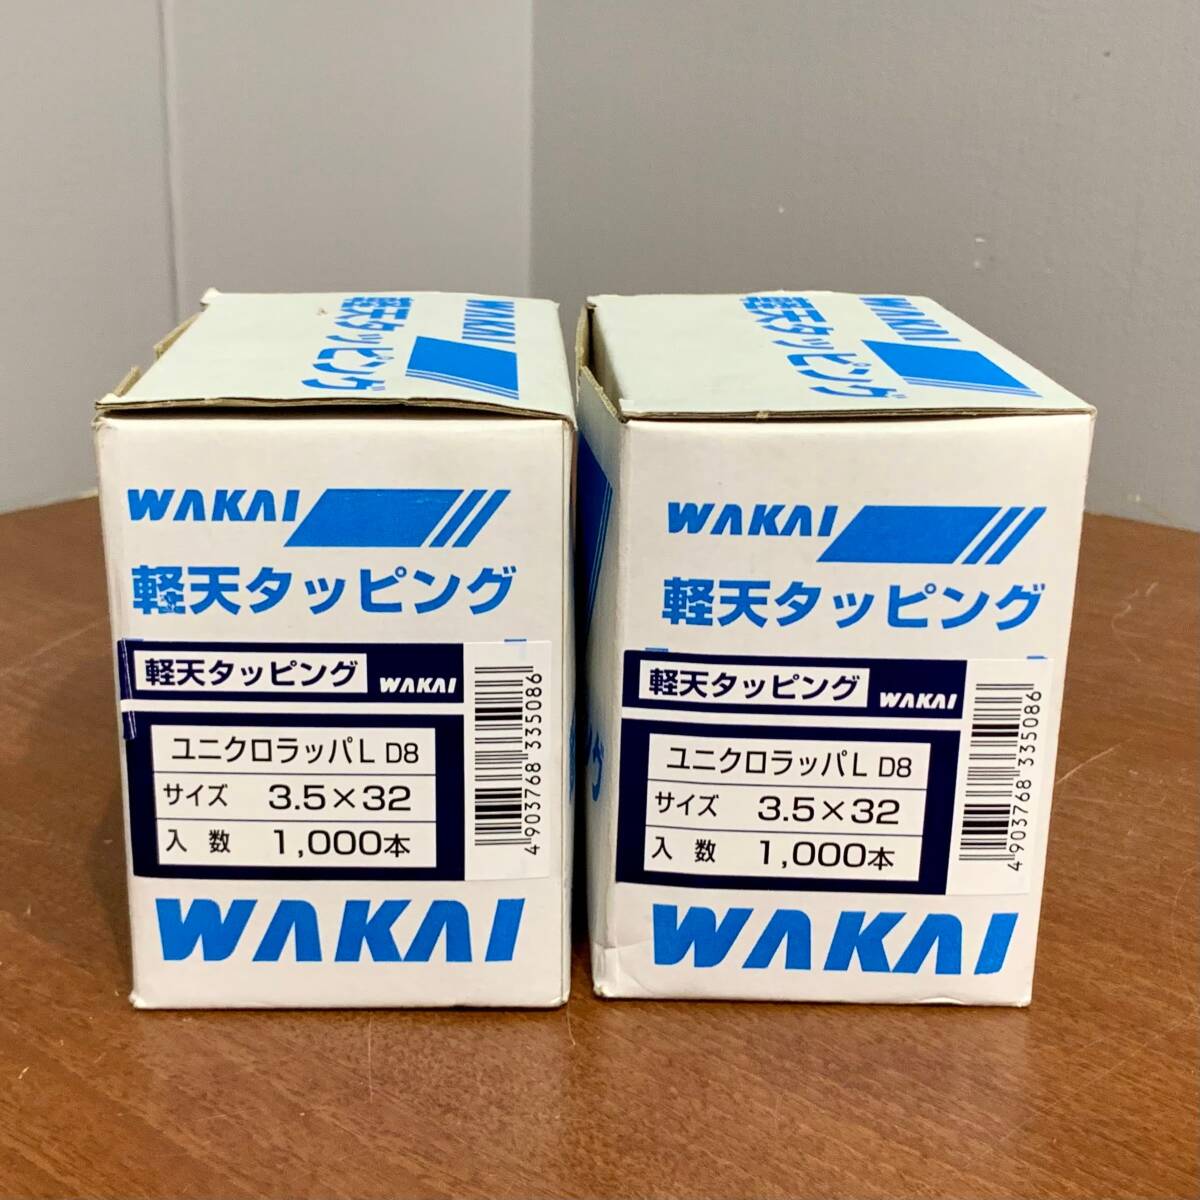 WAKAI
軽天タッピング
WAKAI
軽天タッピング
軽天タッピング WAKAI
ユニクロラッパL D8
サイズ 3.5×32
入数 1,000本
4 903768 335086
WAKAI
WAKAI
軽天タッピング
WAKAI
軽天タッピング
軽天タッピング WAKAI
ユニクロラッパL D8
サイズ 3.5×32
入数 1,000本
4 903768 335086
WAKAI